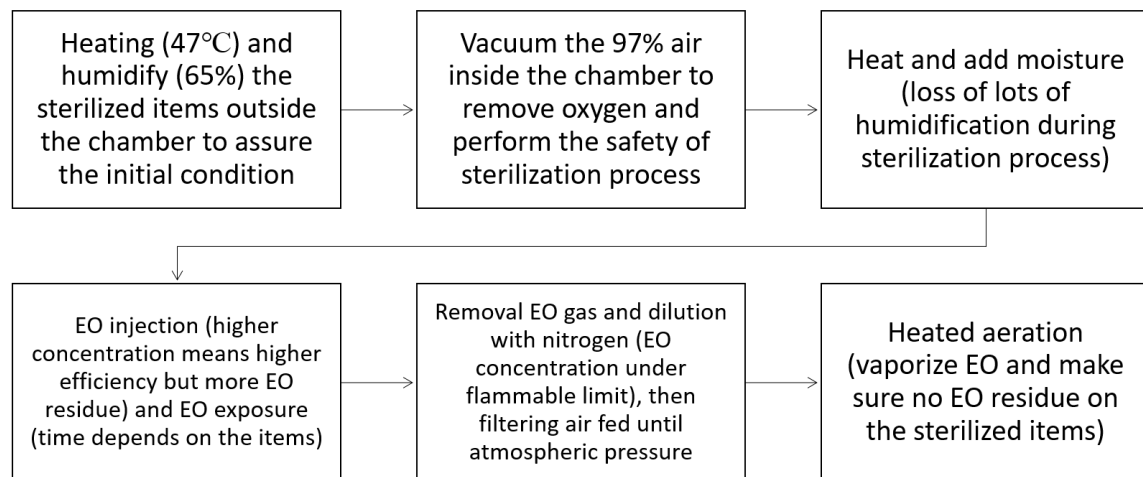 Heating (47℃) and
humidify (65%) the
sterilized items outside
the chamber to assure
the initial condition
Vacuum the 97% air
inside the chamber to
remove oxygen and
perform the safety of
sterilization process
Heat and add moisture
(loss of lots of
humidification during
sterilization process)
EO injection (higher
concentration means higher
efficiency but more EO
residue) and EO exposure
(time depends on the items)
Removal EO gas and dilution
with nitrogen (EO
concentration under
flammable limit), then
filtering air fed until
atmospheric pressure
Heated aeration
(vaporize EO and make
sure no EO residue on
the sterilized items)